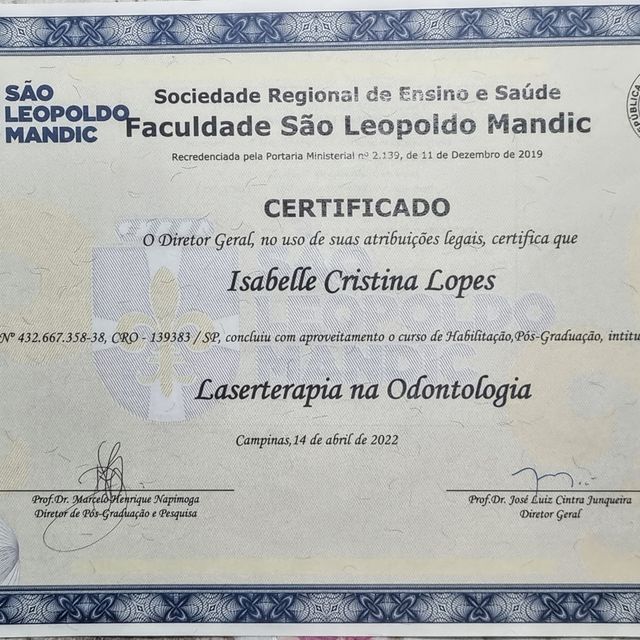 SÃO
LEOPOLDO
MANDIC
Sociedade Regional de Ensino e Saúde
Faculdade São Leopoldo Mandic
Recredenciada pela Portaria Ministerial nº 2.139, de 11 de Dezembro de 2019
CERTIFICADO
O Diretor Geral, no uso de suas atribuições legais, certifica que
Isabelle Cristina Lopes
Nº 432.667.358-38, CRO - 139383 / SP, concluiu com aproveitamento o curso de Habilitação,Pós-Graduação, intitu
Laserterapia na Odontologia
Campinas,14 de abril de 2022
Prof.Dr. Marcelo Henrique Napimoga
Diretor de Pós-Graduação e Pesquisa
Prof.Dr. José Luiz Cintra Junqueira
Diretor Geral
SÃO
LEOPOLDO
MANDIC